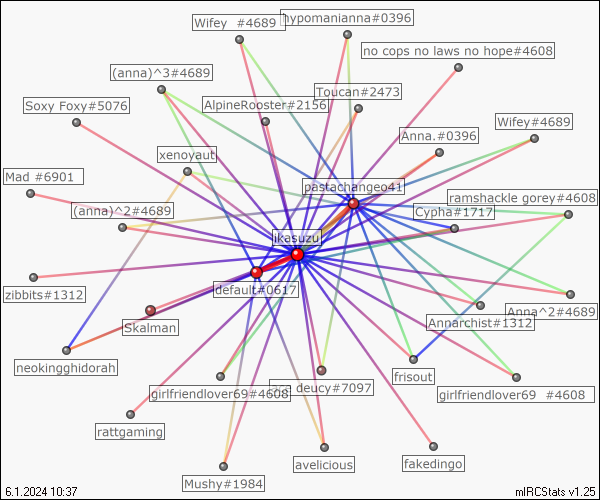 Wifey  #4689
hypomanianna#0396
no cops no laws no hope#4608
(anna)^3#4689
Toucan#2473
Soxy Foxy#5076
AlpineRooster#2156
Anna.#0396
Wifey#4689
xenoyaut
Mad #6901
pastachangeo41
ramshackle gorey#4608
(anna)^2#4689
Cypha#1717
ikasuzu
default#0617
zibbits#1312
Anna^2#4689
Skalman
Annarchist#1312
neokingghidorah
frisout
girlfriendlover69#4608
deucy#7097
girlfriendlover69  #4608
rattgaming
avelicious
fakedingo
Mushy#1984
6.1.2024 10:37
mIRCStats v1.25